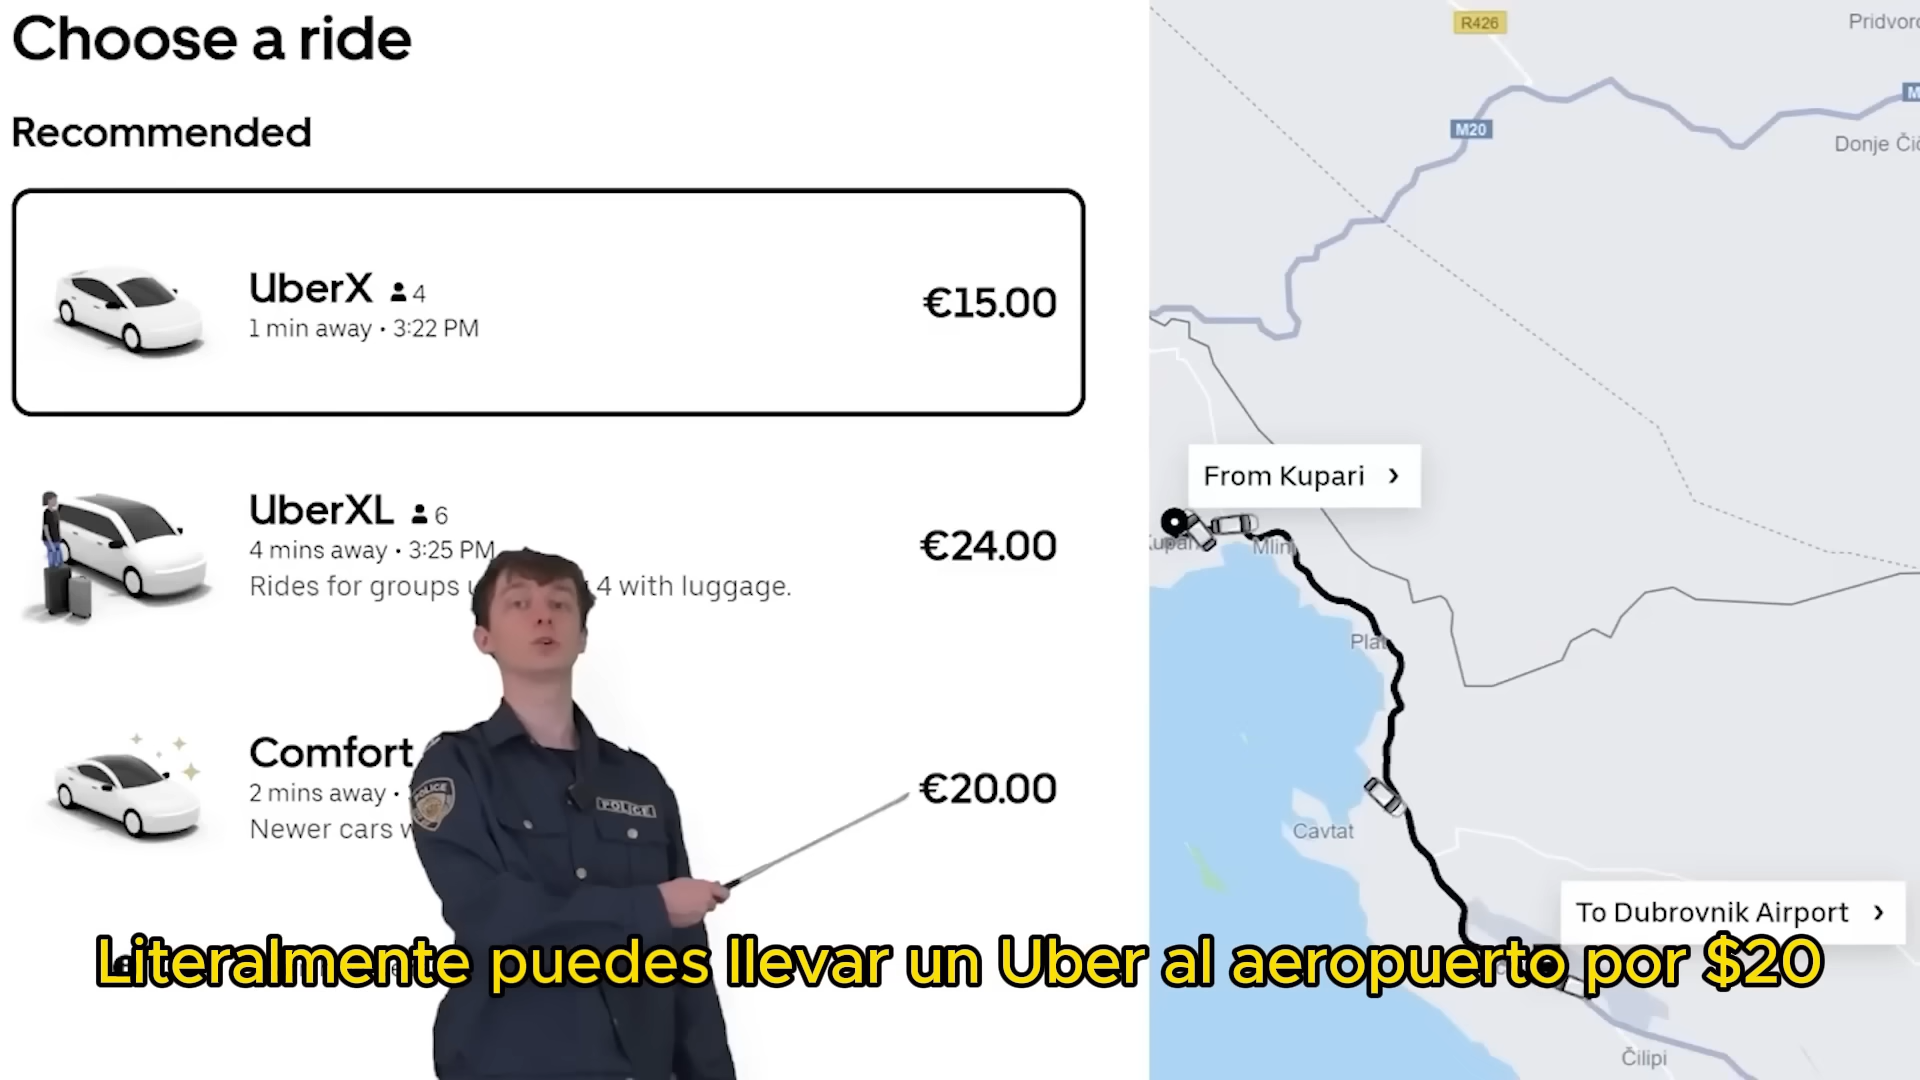 Choose a ride
Recommended
UberX 4
1 min away • 3:22 PM
€15.00
UberXL 6
4 mins away • 3:25 PM
Rides for groups 4 with luggage.
€24.00
Comfort
2 mins away •
Newer cars
€20.00
POLICE
POLICE
R426
M20
Donje
From Kupari ›
Mlini
Plat
Cavtat
To Dubrovnik Airport ›
Čilipi
Literalmente puedes llevar un Uber al aeropuerto por $20